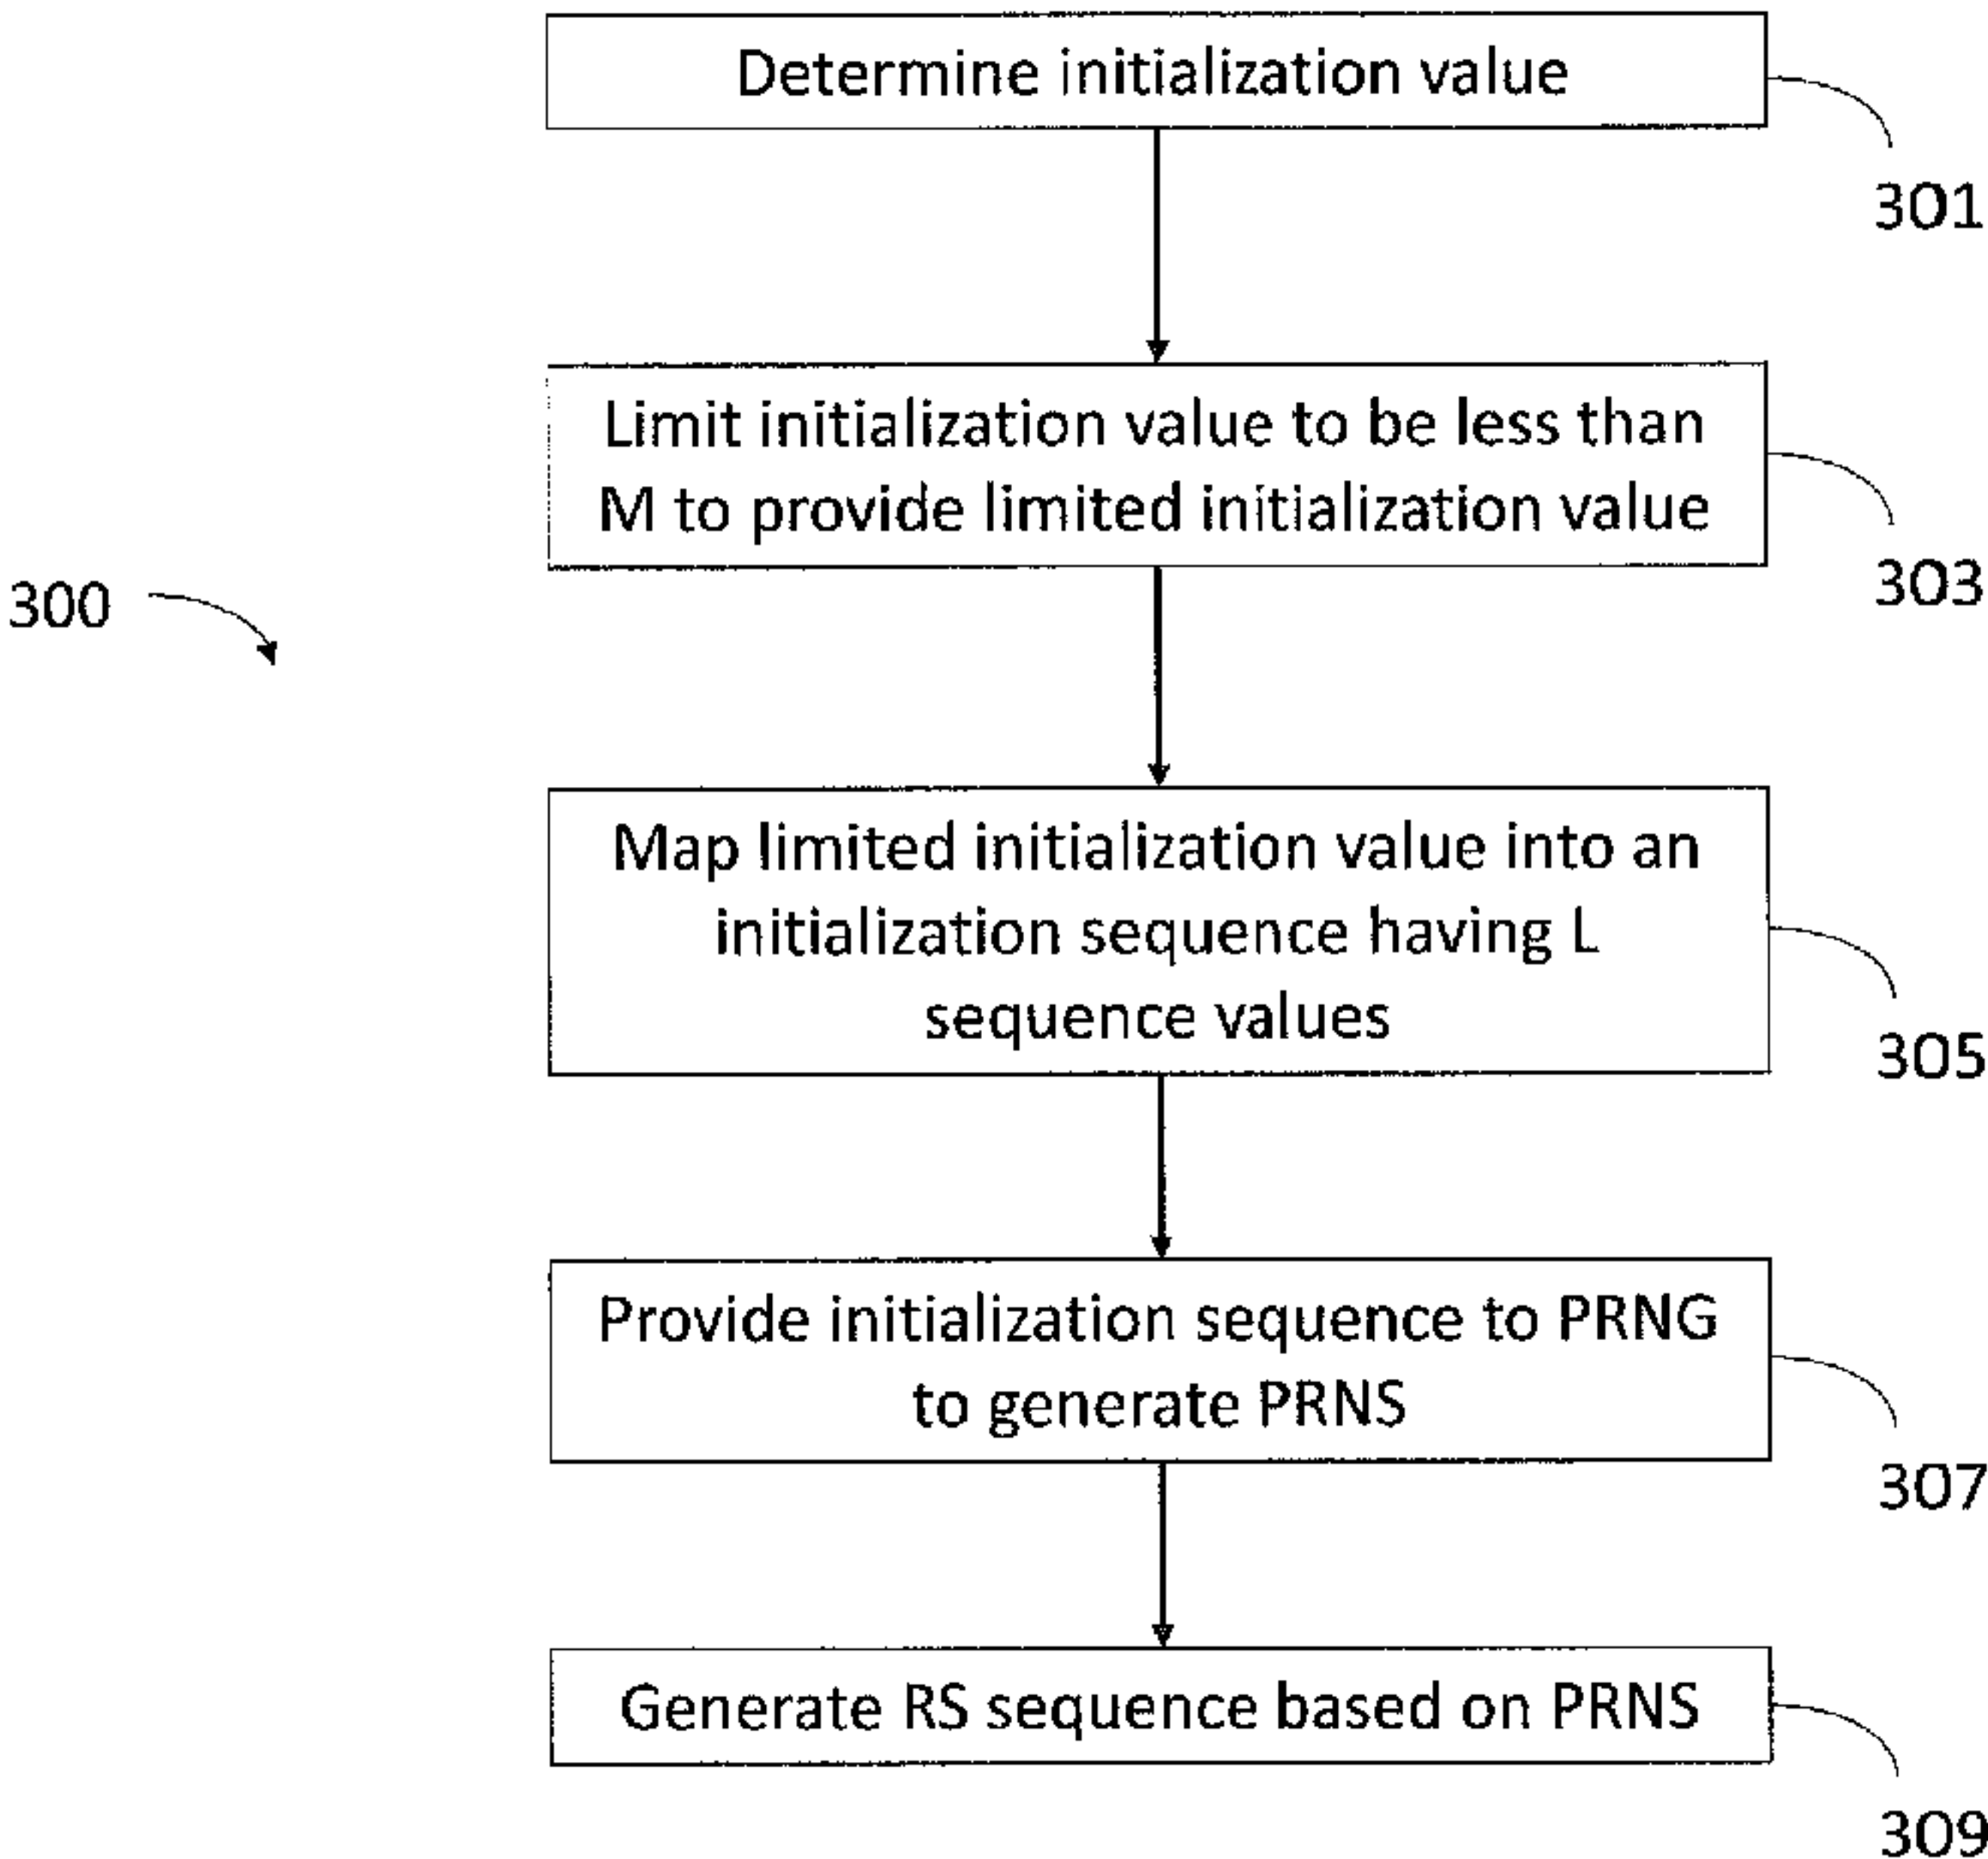 Determine initialization value
301
Limit initialization value to be less than
M to provide limited initialization value
303
300
Map limited initialization value into an
initialization sequence having L
sequence values
305
Provide initialization sequence to PRNG
to generate PRNS
307
Generate RS sequence based on PRNS
309